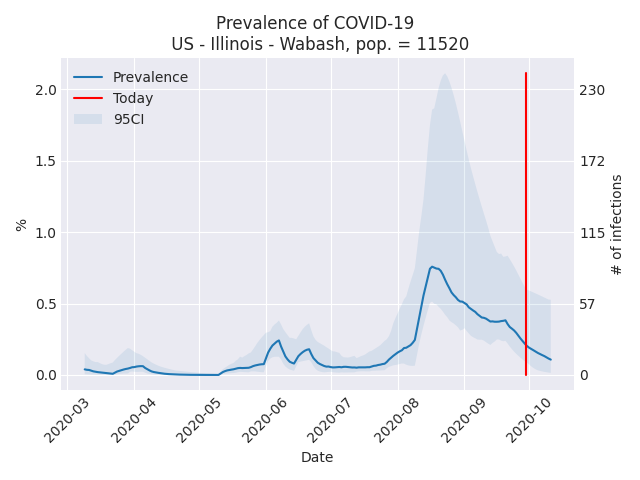 Prevalence of COVID-19
US - Illinois - Wabash, pop. = 11520
Prevalence
Today
95CI
2.0
1.5
1.0
0.5
0.0
%
230
172
115
57
0
# of infections
2020-03
2020-04
2020-05
2020-06
2020-07
2020-08
2020-09
2020-10
Date